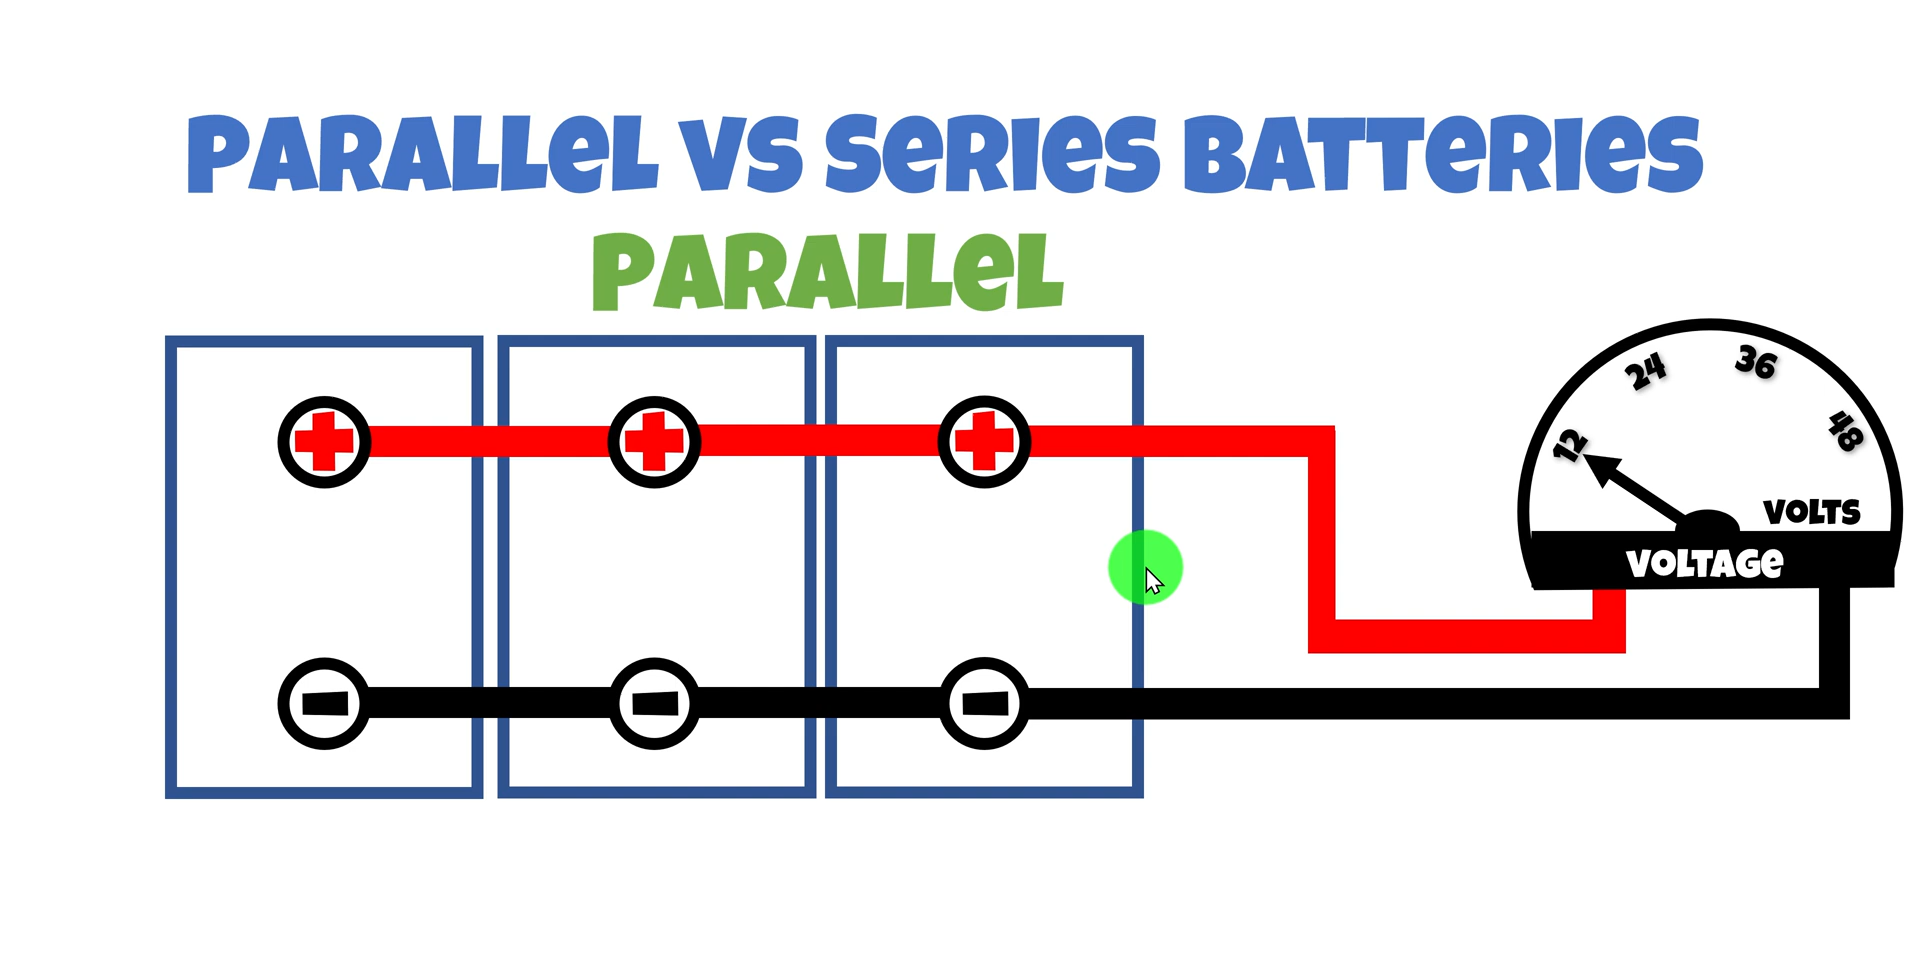 PARALLEL VS SERIES BATTERIES
PARALLEL
12
24
36
48
VOLTS
VOLTAGE